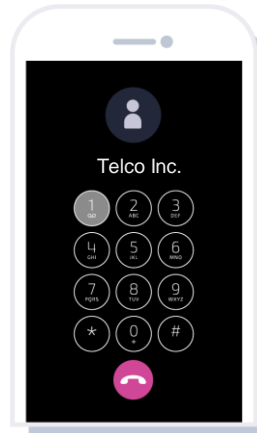 Telco Inc.
1 2 3
ABC DEF
4 5 6
GHI JKL MNO
7 8 9
PQRS TUV WXYZ
* 0 #
+